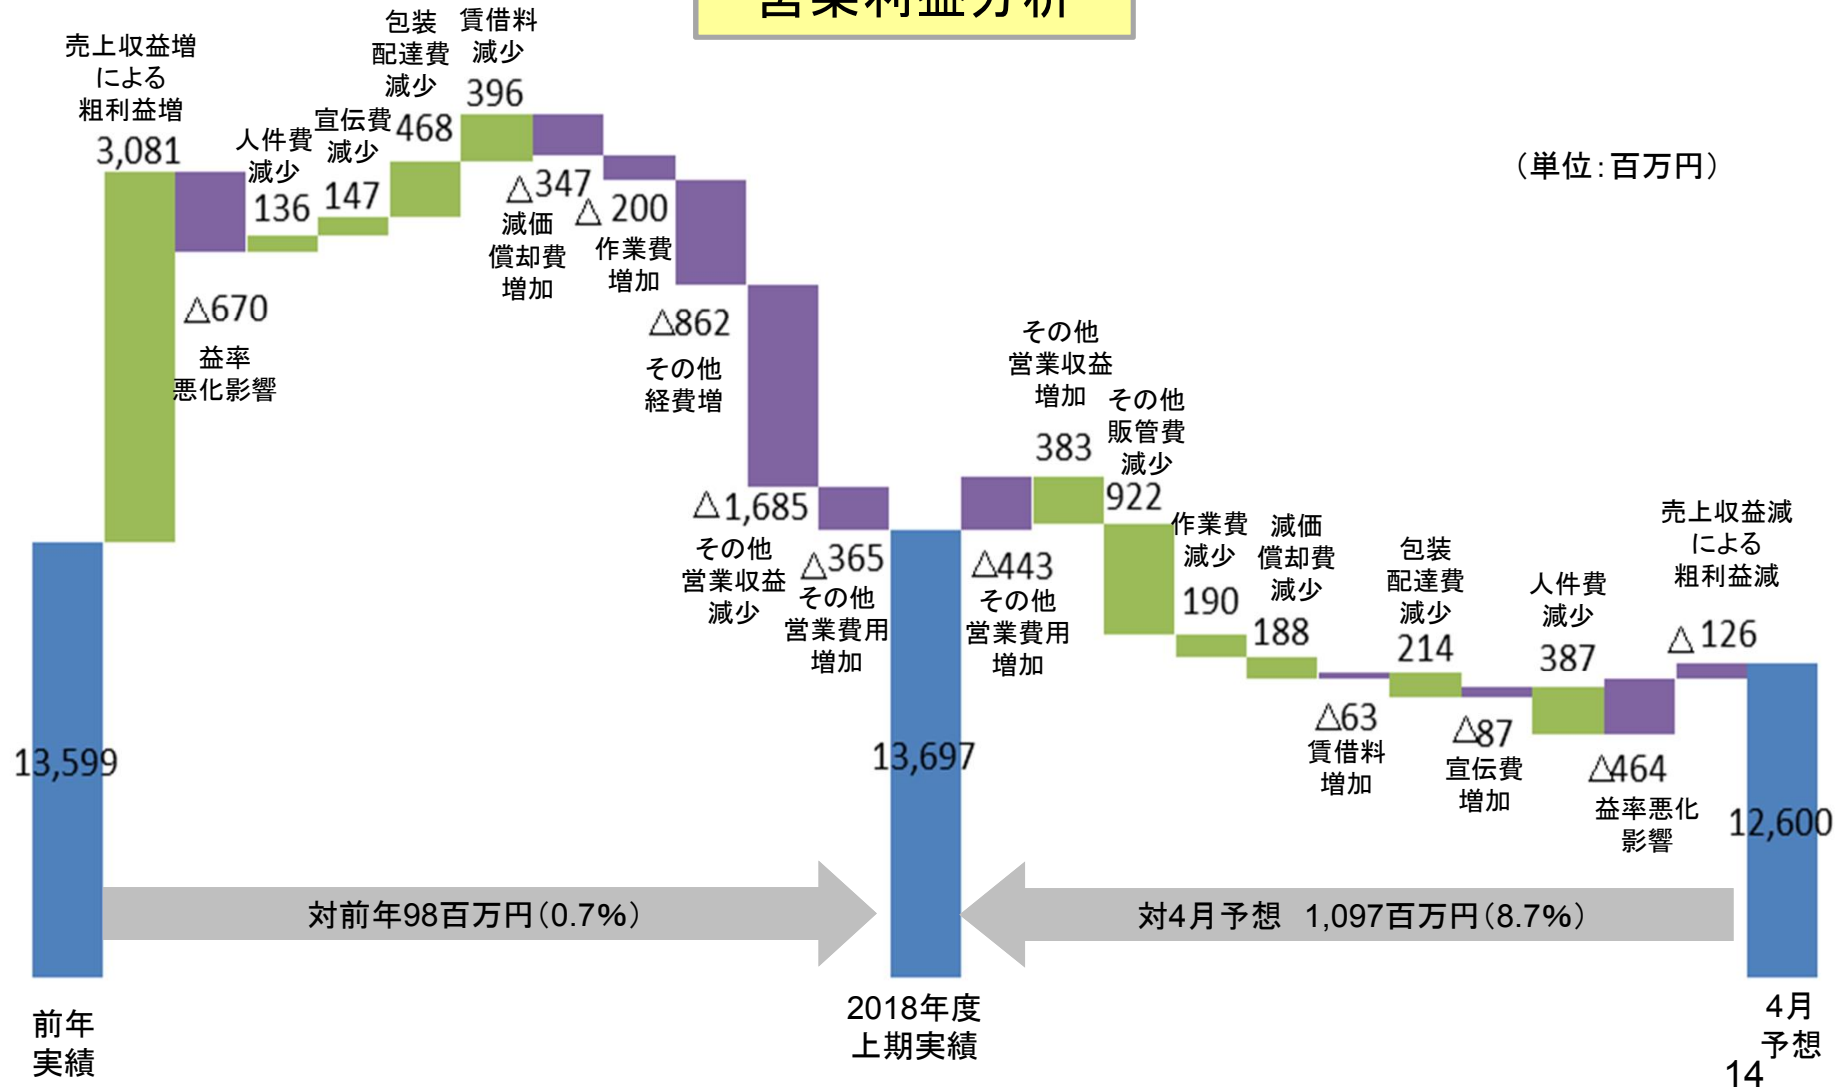 営業利益分析
（単位：百万円）
売上収益増
による
粗利益増
3,081
△670
益率
悪化影響
人件費
減少
136
宣伝費
減少
147
包装
配達費
減少
468
賃借料
減少
396
△347
減価
償却費
増加
△ 200
作業費
増加
△862
その他
経費増
△1,685
その他
営業収益
減少
△365
その他
営業費用
増加
△443
その他
営業費用
増加
その他
営業収益
増加
383
その他
販管費
減少
922
作業費
減少
190
減価
償却費
減少
188
△63
賃借料
増加
包装
配達費
減少
214
△87
宣伝費
増加
人件費
減少
387
△464
益率悪化
影響
売上収益減
による
粗利益減
△ 126
13,599
13,697
12,600
対前年98百万円（0.7%）
対4月予想 1,097百万円（8.7%）
前年
実績
2018年度
上期実績
4月
予想
14